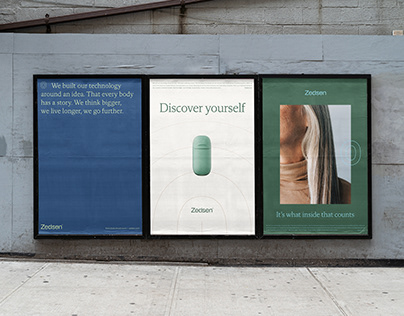 We built our technology
around an idea. That every body
has a story. We think bigger,
we live longer, we go further.
Zedsen
Discover yourself
Zedsen
Zedsen
It's what inside that counts